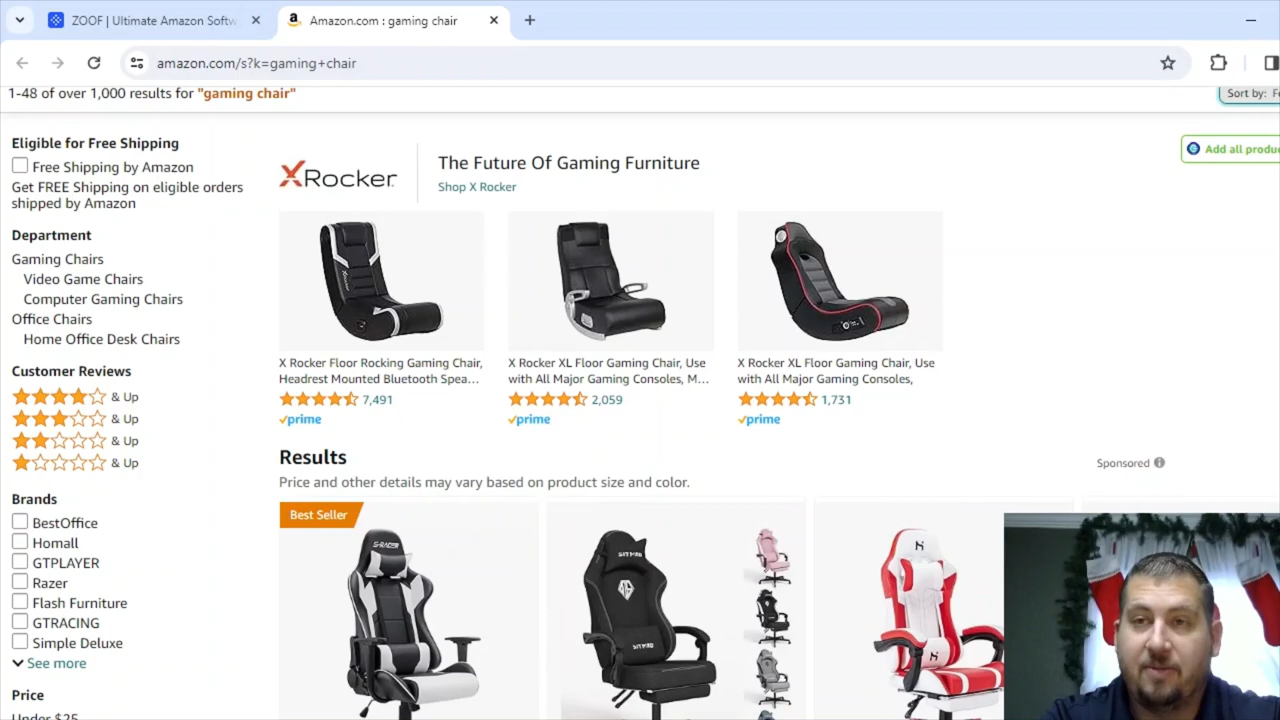 ZOOF | Ultimate Amazon Softw
Amazon.com : gaming chair
amazon.com/s?k=gaming+chair
1-48 of over 1,000 results for "gaming chair"
Sort by: Fe
Eligible for Free Shipping
Free Shipping by Amazon
Get FREE Shipping on eligible orders
shipped by Amazon
Department
Gaming Chairs
Video Game Chairs
Computer Gaming Chairs
Office Chairs
Home Office Desk Chairs
Customer Reviews
& Up
& Up
& Up
& Up
Brands
BestOffice
Homall
GTPLAYER
Razer
Flash Furniture
GTRACING
Simple Deluxe
See more
Price
Under $25
XRocker
The Future Of Gaming Furniture
Shop X Rocker
Add all produ
X Rocker Floor Rocking Gaming Chair,
Headrest Mounted Bluetooth Spea...
7,491
prime
X Rocker XL Floor Gaming Chair, Use
with All Major Gaming Consoles, M...
2,059
prime
X Rocker XL Floor Gaming Chair, Use
with All Major Gaming Consoles,
1,731
prime
Results
Price and other details may vary based on product size and color.
Sponsored
Best Seller
S-RACER
SITMOD
SITMOD